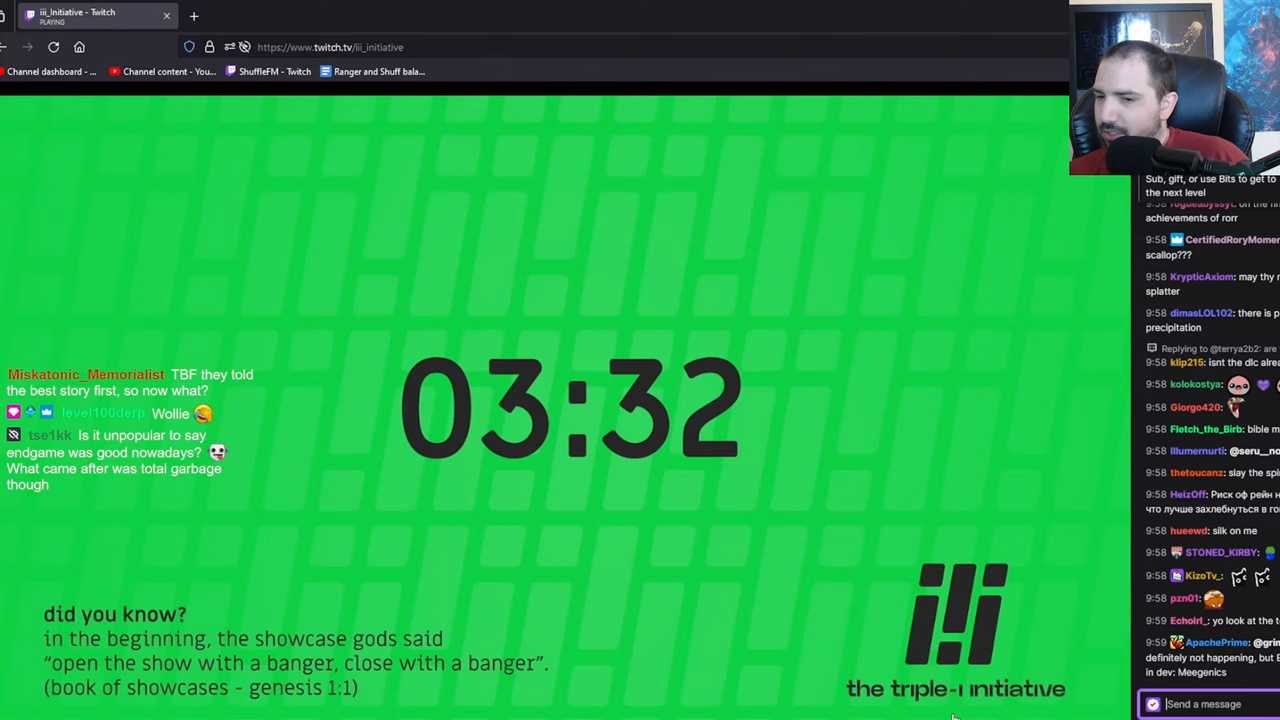 iii_Initiative - Twitch
PLAYING
https://www.twitch.tv/iii_initiative
Channel dashboard - ...
Channel content - You...
ShuffleFM - Twitch
Ranger and Shuff bala...
03:32
Miskatonic_Memorialist TBF they told
the best story first, so now what?
level100derp Wollie
tse1kk Is it unpopular to say
endgame was good nowadays?
What came after was total garbage
though
did you know?
in the beginning, the showcase gods said
“open the show with a banger, close with a banger”.
(book of showcases - genesis 1:1)
the triple-i initiative
Sub, gift, or use Bits to get to
the next level
achievements of rorr
9:58 CertifiedRoryMome
scallop???
9:58 KrypticAxiom: may thy
splatter
9:58 dimasLOL102: there is p
precipitation
Replying to @terrya2b2: are
9:58 klip215: isnt the dlc alre
9:58 kolokostya:
9:58 Giorgo420:
9:58 Fletch_the_Birb: bible m
9:58 Illumernurti: @seru__no
9:58 thetoucanz: slay the spi
9:58 HeizOff: Риск оф рейн н
что лучше захлебнуться в го
9:58 hueewd: silk on me
9:58 STONED_KIRBY:
9:58 KizoTv_:
9:58 pzn01:
9:59 Echolrl_: yo look at the t
9:59 ApachePrime: @grin
definitely not happening, but
in dev: Meegenics
Send a message